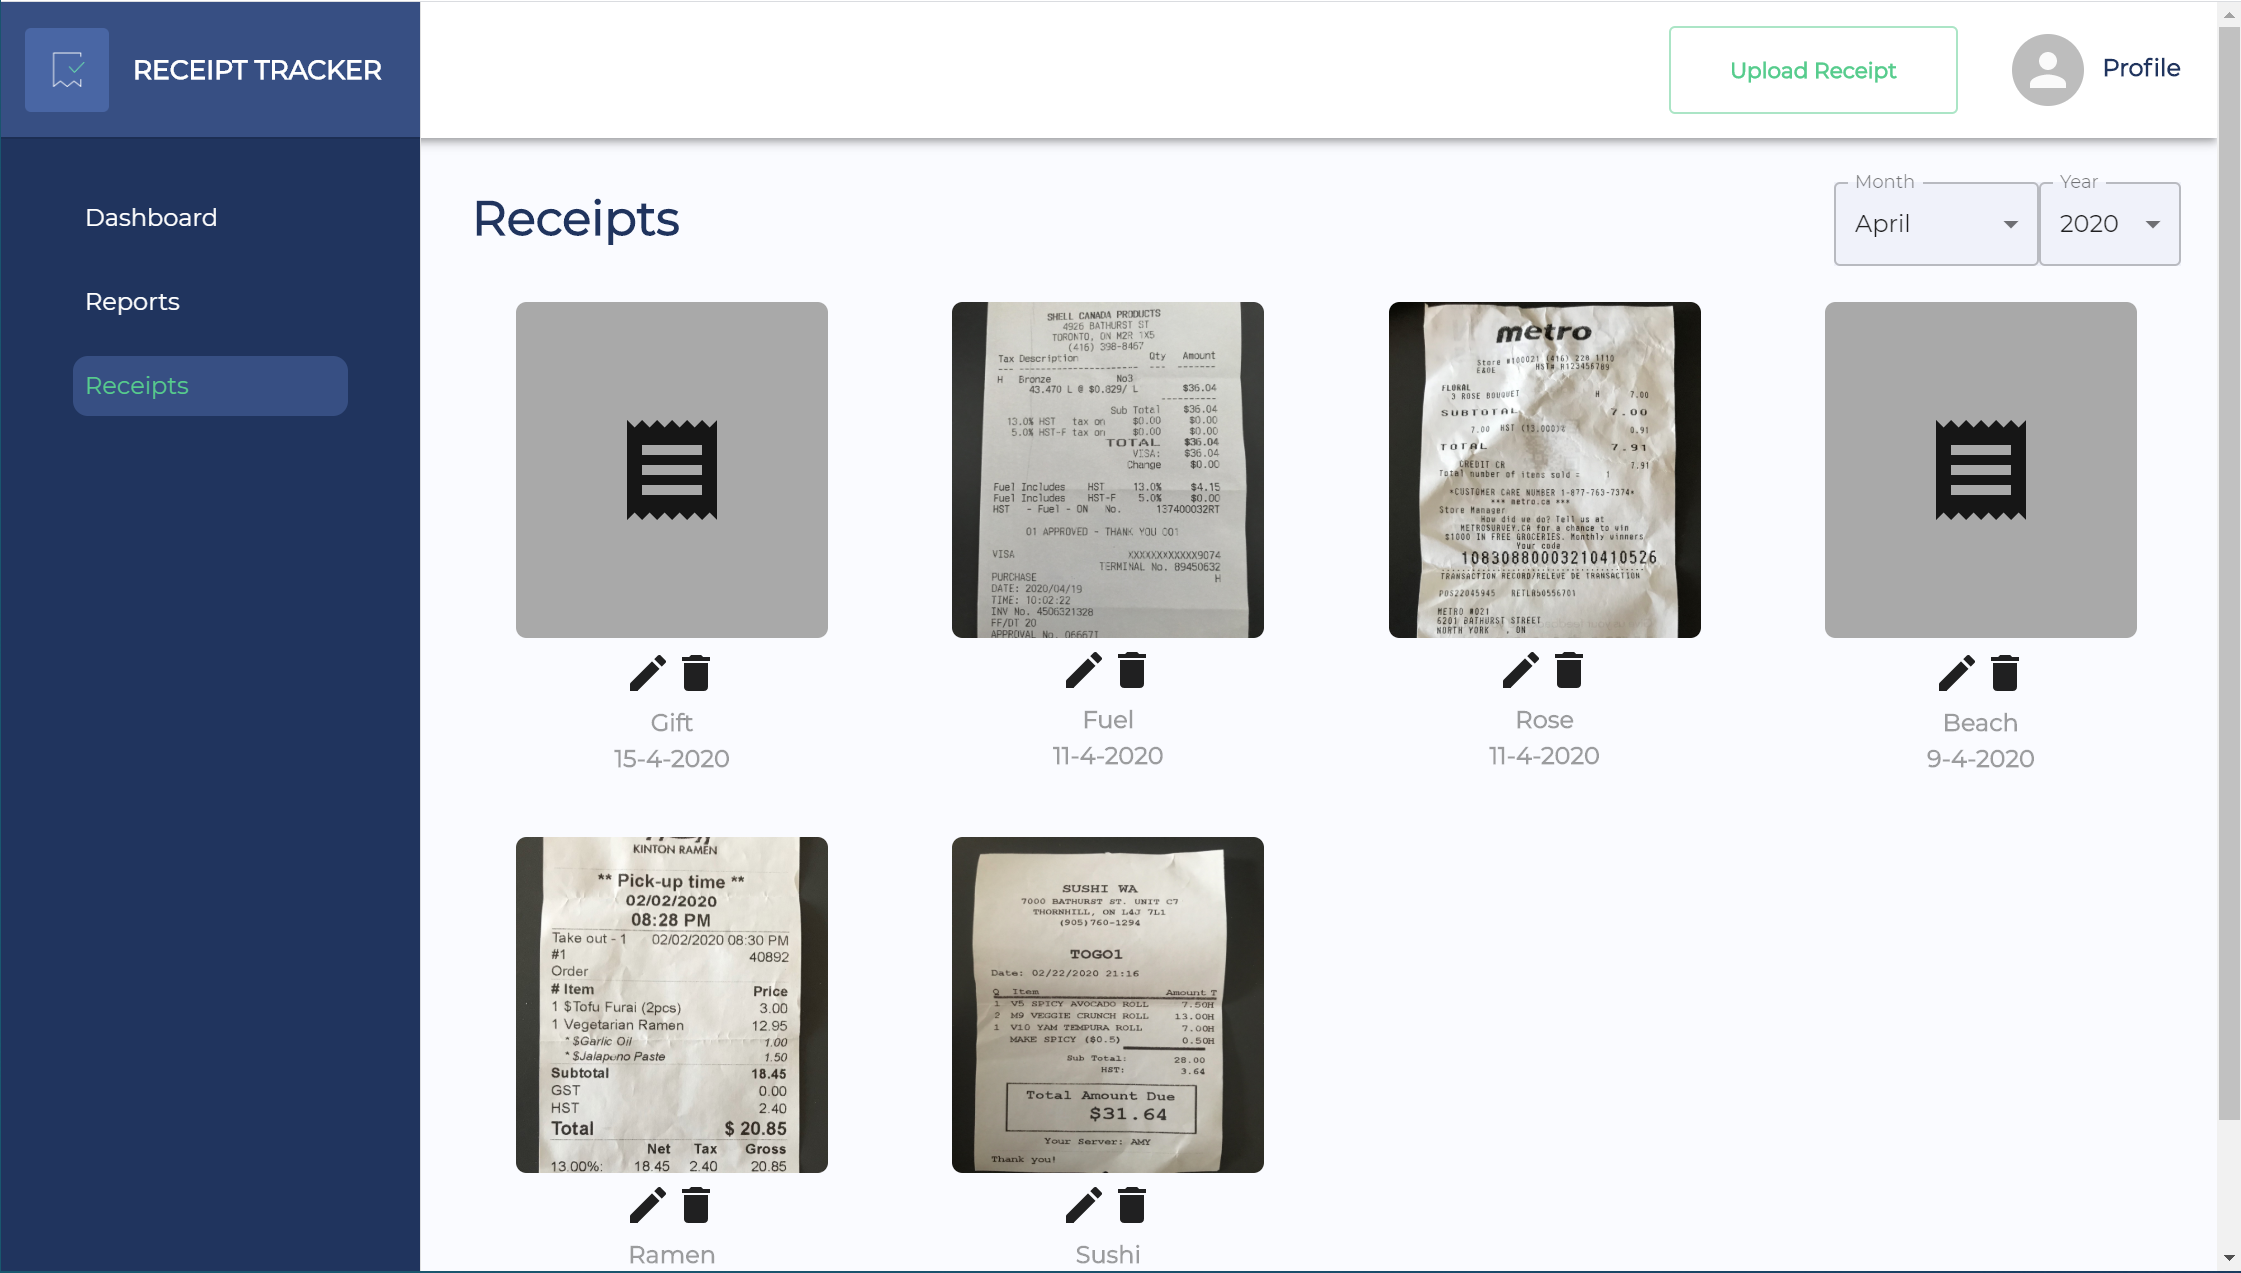 RECEIPT TRACKER
Upload Receipt
Profile
Dashboard
Reports
Receipts
Receipts
Month
April
Year
2020
SHELL CANADA PRODUCTS
4926 BATHURST ST
TORONTO, ON M2R 1X5
(416) 398-8467
Tax Description Qty Amount
H Bronze No3
43.470 L @ $0.829/ L $36.04
Sub Total $36.04
13.0% HST tax on $0.00 $0.00
5.0% HST-F tax on $0.00 $0.00
TOTAL $36.04
VISA: $36.04
Change $0.00
Fuel Includes HST 13.0% $4.15
Fuel Includes HST-F 5.0% $0.00
HST - Fuel - ON No. 137400032RT
01 APPROVED - THANK YOU 001
VISA XXXXXXXXXXXX9074
TERMINAL No. 89450632
PURCHASE H
DATE: 2020/04/19
TIME: 10:02:22
INV No. 4506321328
FF/DT 20
APPROVAL No. 06667T
metro
Store #100021 (416) 228 1110
E&OE HST# R123456789
FLORAL
3 ROSE BOUQUET H 7.00
SUBTOTAL 7.00
7.00 HST (13.000)% 0.91
TOTAL 7.91
CREDIT CR 7.91
Total number of items sold = 1
*CUSTOMER CARE NUMBER 1-877-763-7374*
*** metro.ca ***
Store Manager
How did we do? Tell us at
METROSURVEY.CA for a chance to win
$1000 IN FREE GROCERIES. Monthly winners
Your code
10830880003210410526
TRANSACTION RECORD/RELEVE DE TRANSACTION
METRO #021
6201 BATHURST STREET
NORTH YORK , ON
Gift
15-4-2020
Fuel
11-4-2020
Rose
11-4-2020
Beach
9-4-2020
KINTON RAMEN
** Pick-up time **
02/02/2020
08:28 PM
Take out - 1 02/02/2020 08:30 PM
#1 40892
Order
# Item Price
1 $Tofu Furai (2pcs) 3.00
1 Vegetarian Ramen 12.95
* $Garlic Oil 1.00
* $Jalapeno Paste 1.50
Subtotal 18.45
GST 0.00
HST 2.40
Total $ 20.85
Net Tax Gross
13.00%: 18.45 2.40 20.85
SUSHI WA
7000 BATHURST ST. UNIT C7
THORNHILL, ON L4J 7L1
(905)760-1294
TOGO1
Date: 02/22/2020 21:16
Q Item Amount T
1 V5 SPICY AVOCADO ROLL 7.50H
2 M9 VEGGIE CRUNCH ROLL 13.00H
1 V10 YAM TEMPURA ROLL 7.00H
MAKE SPICY ($0.5) 0.50H
Sub Total: 28.00
HST: 3.64
Total Amount Due
$31.64
Your Server: AMY
Thank you!
Ramen
Sushi